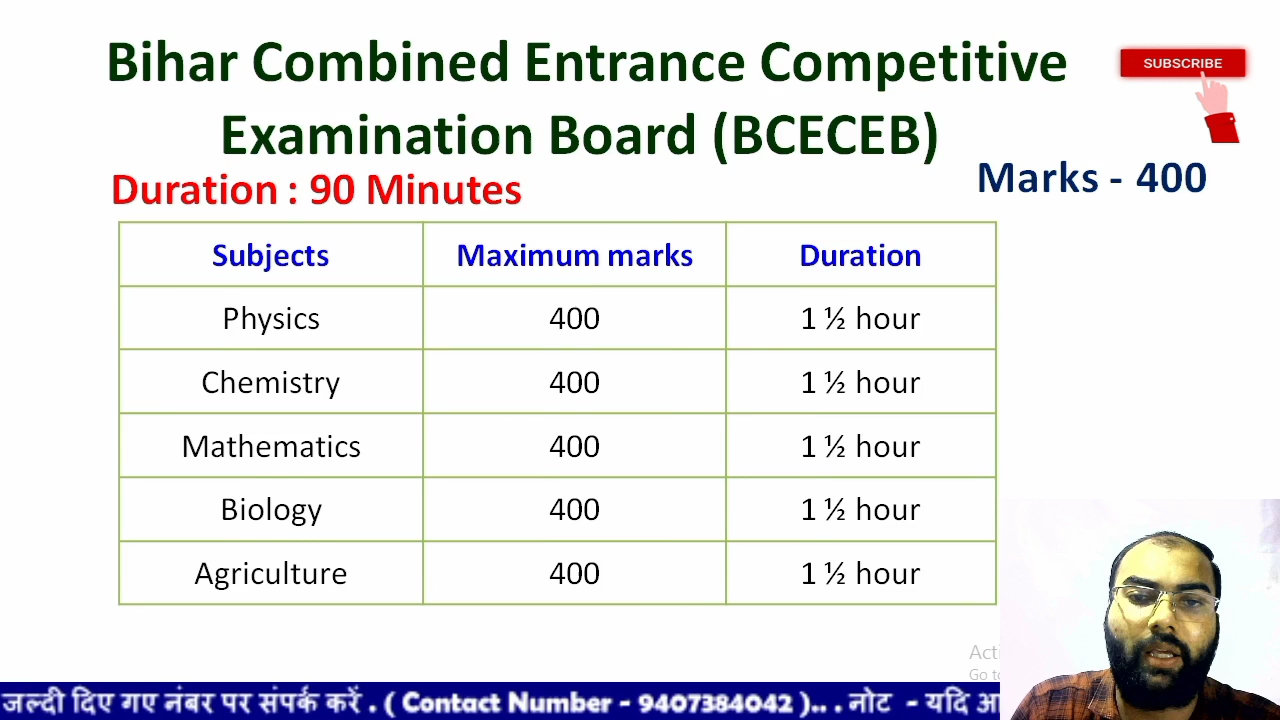 Bihar Combined Entrance Competitive
Examination Board (BCECEB)
SUBSCRIBE
Duration : 90 Minutes
Marks - 400
Subjects Maximum marks Duration
Physics 400 1 ½ hour
Chemistry 400 1 ½ hour
Mathematics 400 1 ½ hour
Biology 400 1 ½ hour
Agriculture 400 1 ½ hour
Go to
जल्दी दिए गए नंबर पर संपर्क करें . ( Contact Number - 9407384042 ).. . नोट - यदि